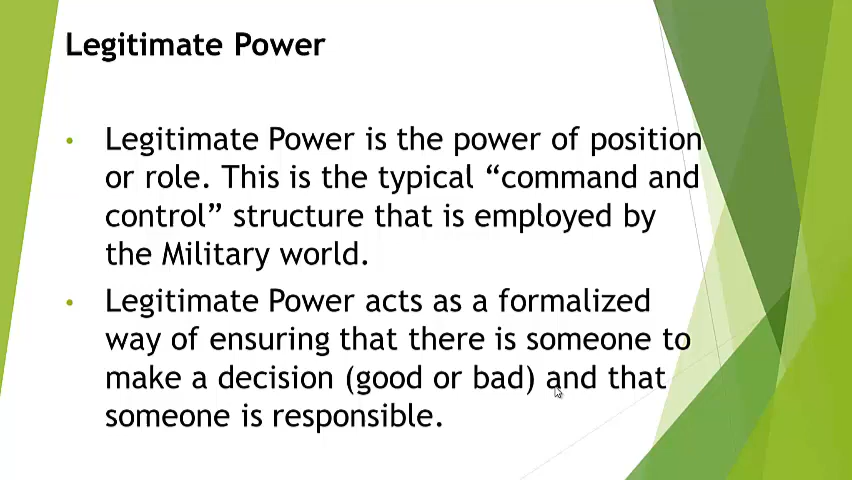 Legitimate Power
• Legitimate Power is the power of position
or role. This is the typical “command and
control” structure that is employed by
the Military world.
• Legitimate Power acts as a formalized
way of ensuring that there is someone to
make a decision (good or bad) and that
someone is responsible.